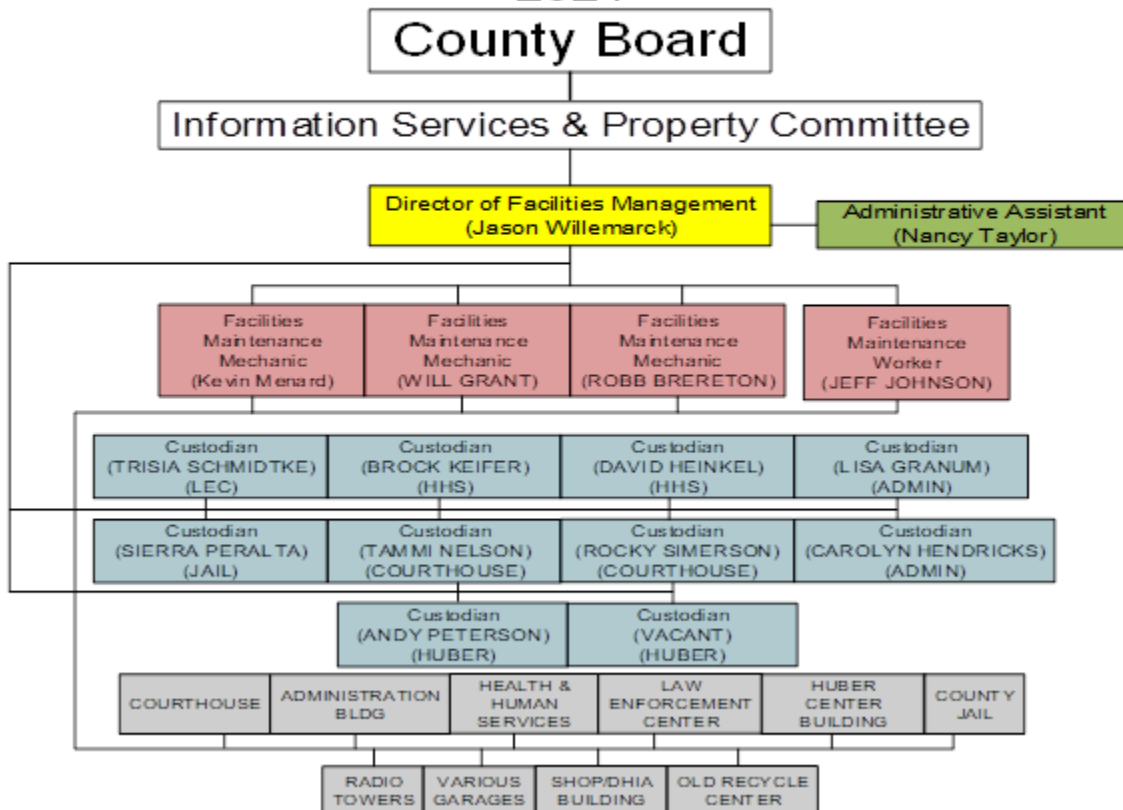 County Board
Information Services & Property Committee
Director of Facilities Management
(Jason Willemarck)
Administrative Assistant
(Nancy Taylor)
Facilities
Maintenance
Mechanic
(Kevin Menard)
Facilities
Maintenance
Mechanic
(WILL GRANT)
Facilities
Maintenance
Mechanic
(ROBB BRERETON)
Facilities
Maintenance
Worker
(JEFF JOHNSON)
Custodian
(TRISIA SCHMIDTKE)
(LEC)
Custodian
(BROCK KEIFER)
(HHS)
Custodian
(DAVID HEINKEL)
(HHS)
Custodian
(LISA GRANUM)
(ADMIN)
Custodian
(SIERRA PERALTA)
(JAIL)
Custodian
(TAMMI NELSON)
(COURTHOUSE)
Custodian
(ROCKY SIMERSON)
(COURTHOUSE)
Custodian
(CAROLYN HENDRICKS)
(ADMIN)
Custodian
(ANDY PETERSON)
(HUBER)
Custodian
(VACANT)
(HUBER)
COURTHOUSE
ADMINISTRATION
BLDG
HEALTH &
HUMAN
SERVICES
LAW
ENFORCEMENT
CENTER
HUBER
CENTER
BUILDING
COUNTY
JAIL
RADIO
TOWERS
VARIOUS
GARAGES
SHOP/DHIA
BUILDING
OLD RECYCLE
CENTER